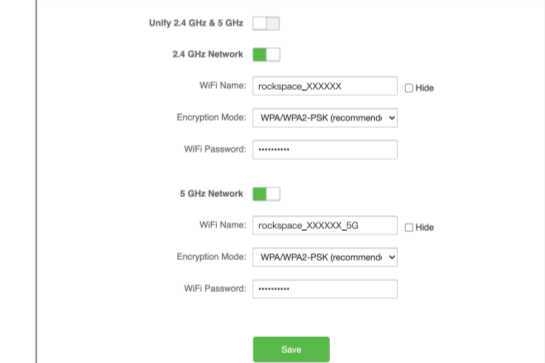 Unify 2.4 GHz & 5 GHz
2.4 GHz Network
WiFi Name: rockspace_XXXXXX Hide
Encryption Mode: WPA/WPA2-PSK (recommende
WiFi Password: ••••••••••
5 GHz Network
WiFi Name: rockspace_XXXXXX_5G Hide
Encryption Mode: WPA/WPA2-PSK (recommende
WiFi Password: ••••••••••
Save